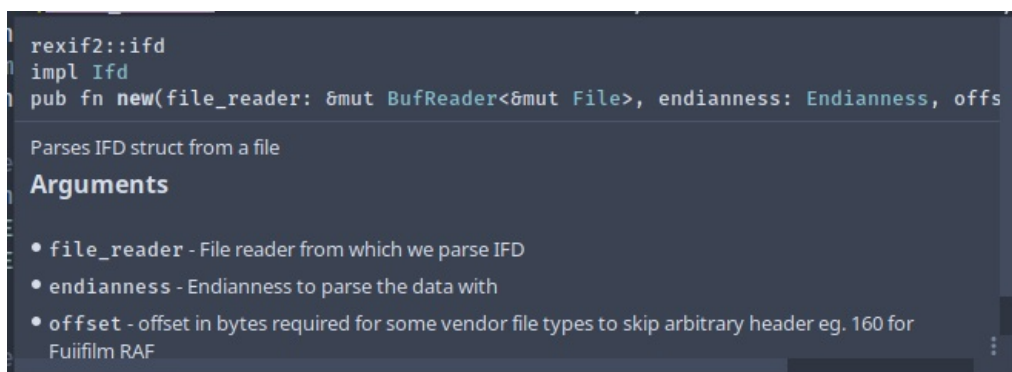 rexif2::ifd
impl Ifd
pub fn new(file_reader: &mut BufReader<&mut File>, endianness: Endianness, offs
Parses IFD struct from a file
Arguments
• file_reader - File reader from which we parse IFD
• endianness - Endianness to parse the data with
• offset - offset in bytes required for some vendor file types to skip arbitrary header eg. 160 for
Fujifilm RAF